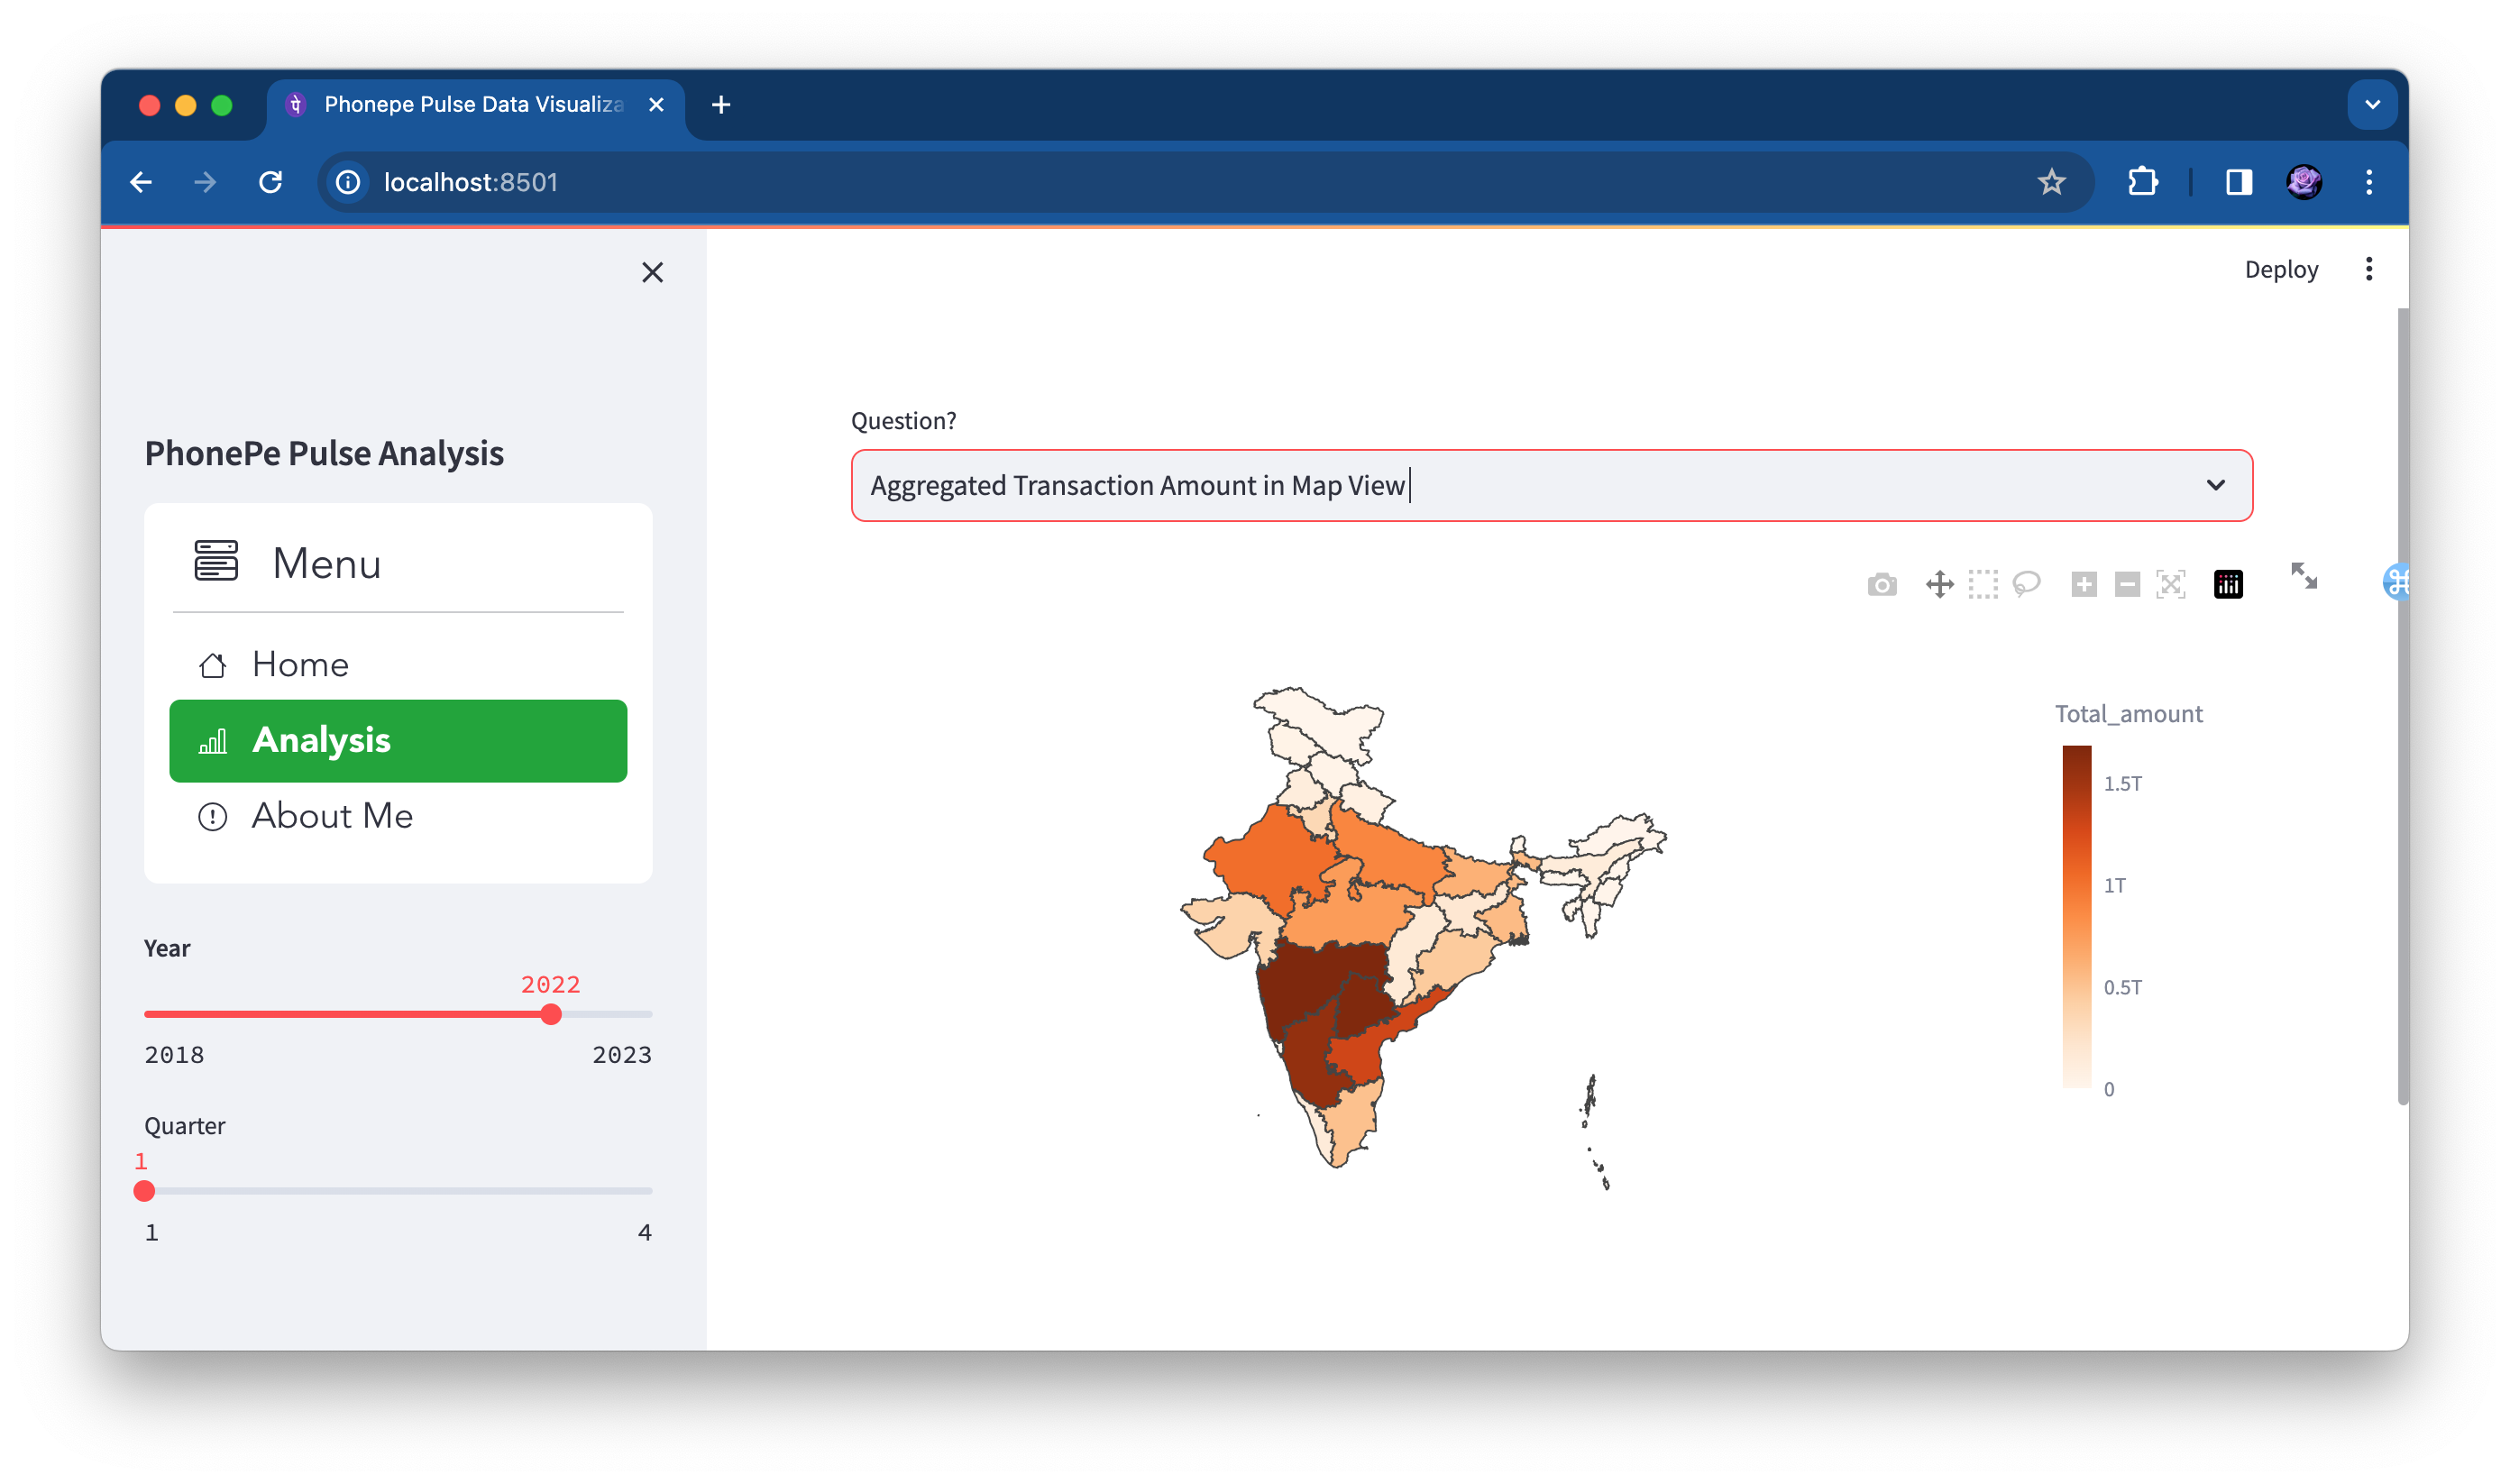 Phonepe Pulse Data Visualiza
localhost:8501
Deploy
PhonePe Pulse Analysis
Menu
Home
Analysis
About Me
Year
2022
2018 2023
Quarter
1
1 4
Question?
Aggregated Transaction Amount in Map View
Total_amount
1.5T
1T
0.5T
0